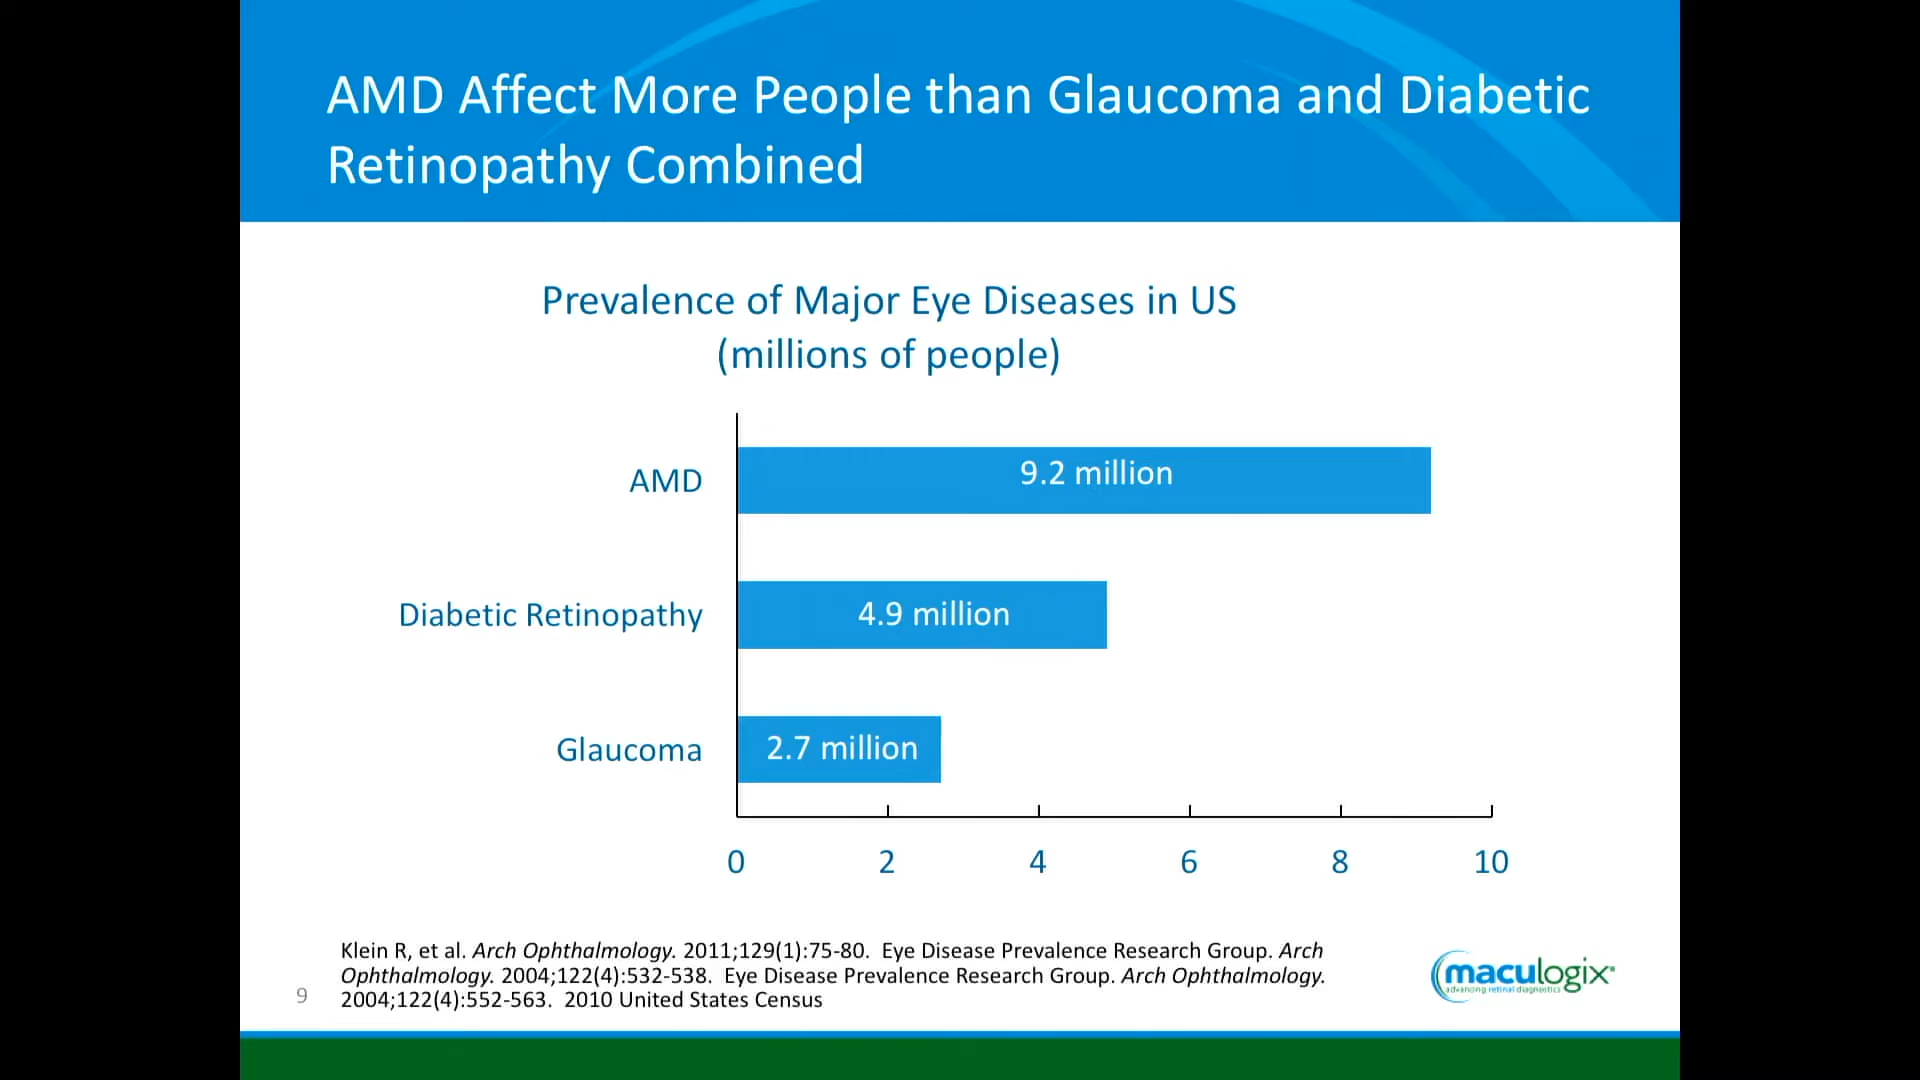 AMD Affect More People than Glaucoma and Diabetic
Retinopathy Combined
Prevalence of Major Eye Diseases in US
(millions of people)
AMD
9.2 million
Diabetic Retinopathy
4.9 million
Glaucoma
2.7 million
0 2 4 6 8 10
Klein R, et al. Arch Ophthalmology. 2011;129(1):75-80. Eye Disease Prevalence Research Group. Arch
Ophthalmology. 2004;122(4):532-538. Eye Disease Prevalence Research Group. Arch Ophthalmology.
2004;122(4):552-563. 2010 United States Census
9
maculogix®
advancing retinal diagnostics